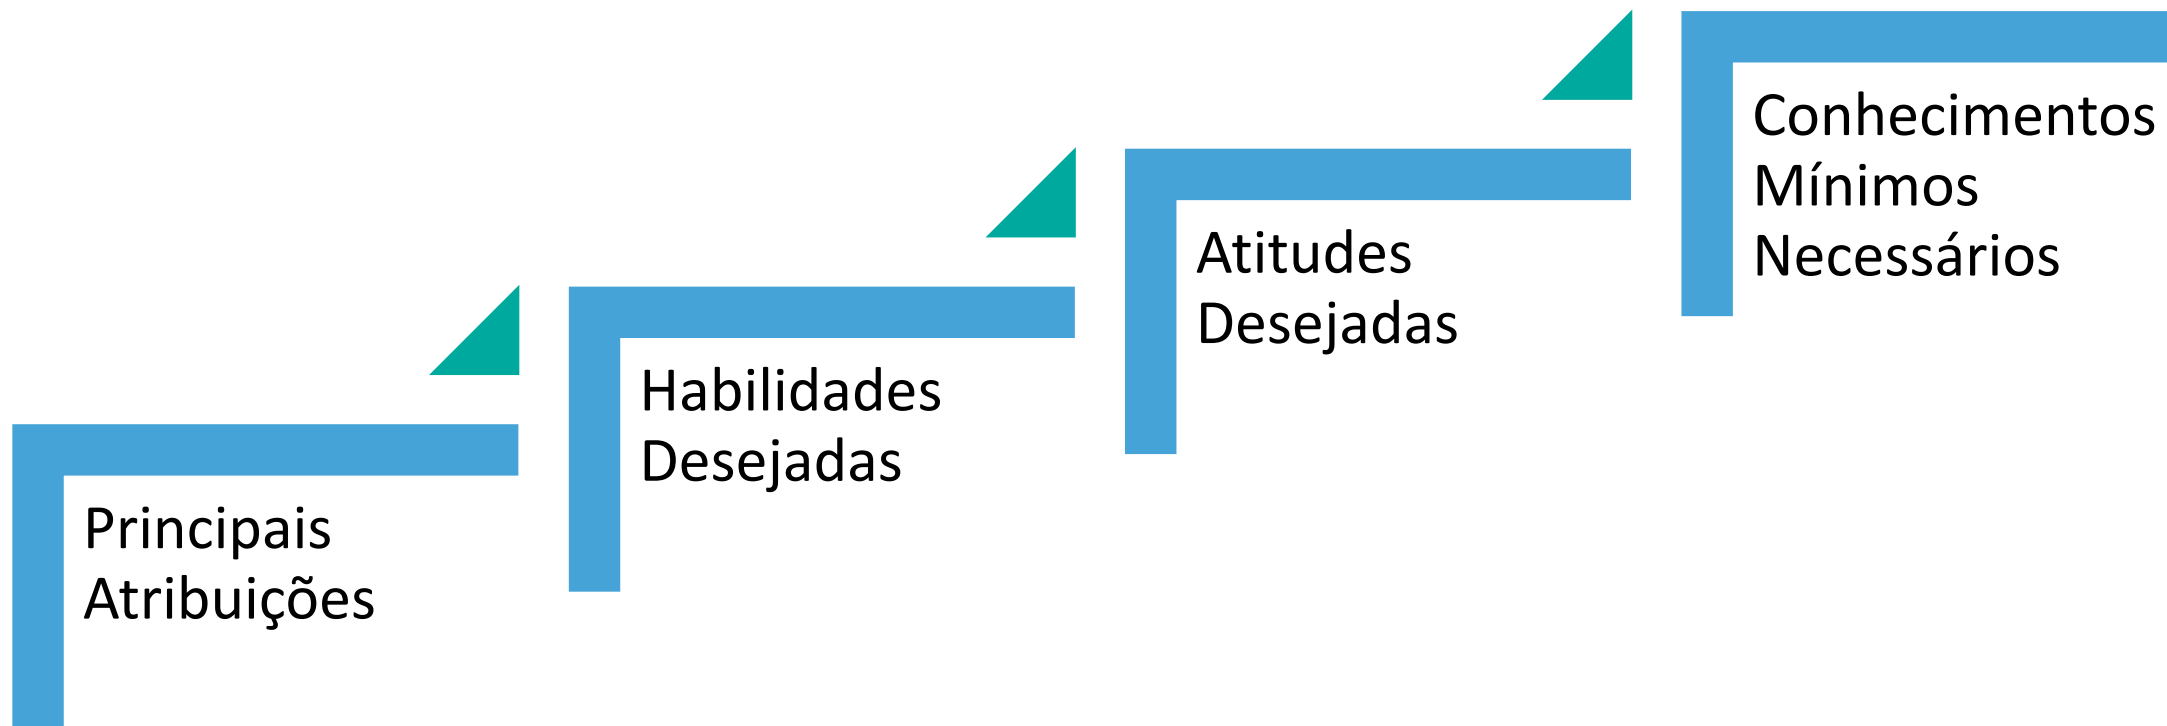 Principais
Atribuições
Habilidades
Desejadas
Atitudes
Desejadas
Conhecimentos
Mínimos
Necessários